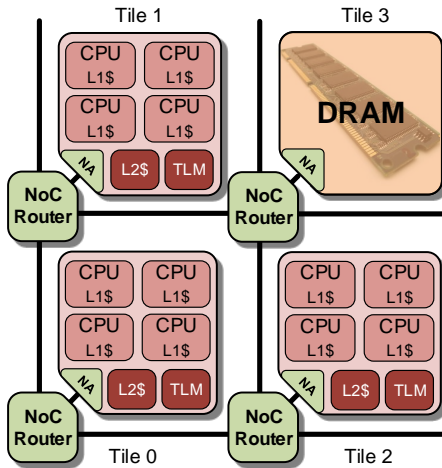 Tile 1
Tile 3
CPU
L1$
CPU
L1$
CPU
L1$
CPU
L1$
NA
L2$
TLM
DRAM
NA
NoC
Router
NoC
Router
CPU
L1$
CPU
L1$
CPU
L1$
CPU
L1$
NA
L2$
TLM
CPU
L1$
CPU
L1$
CPU
L1$
CPU
L1$
NA
L2$
TLM
NoC
Router
NoC
Router
Tile 0
Tile 2